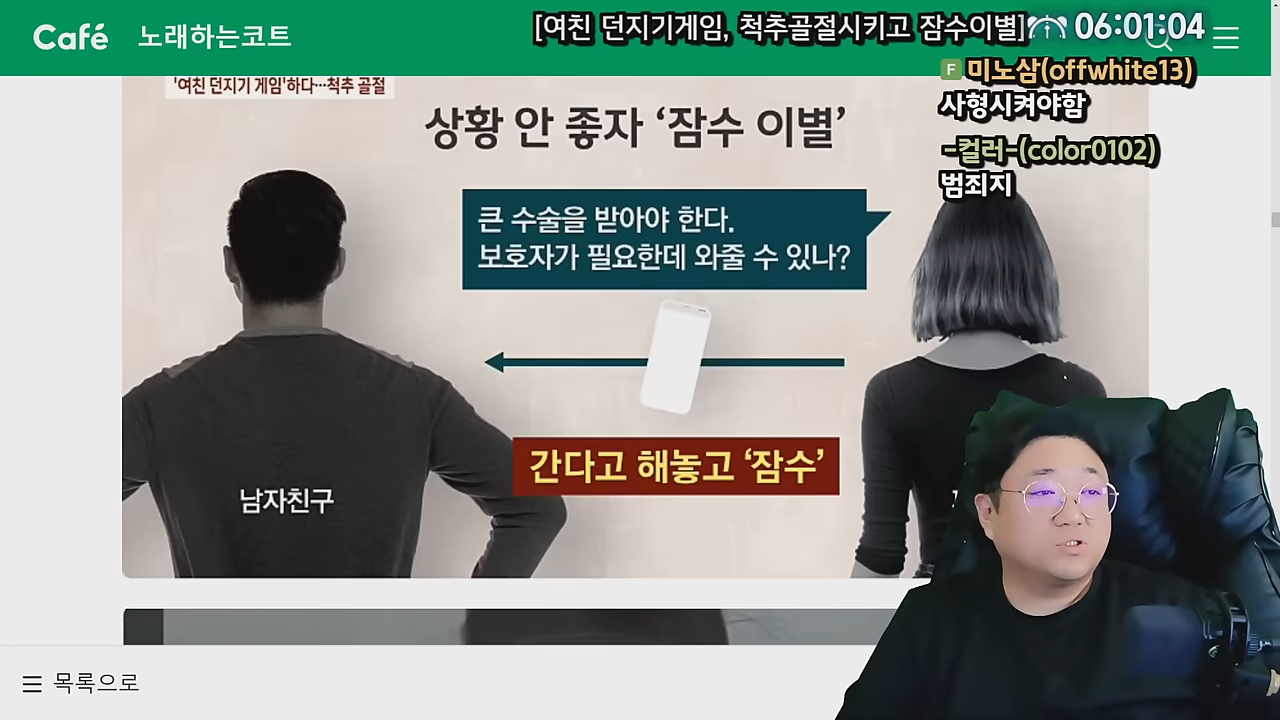 Café 노래하는코트
[여친 던지기게임, 척추골절시키고 잠수이별]
06:01:04
F 미노삼(offwhite13)
사형시켜야함
-컬러-(color0102)
범죄지
'여친 던지기 게임'하다…척추 골절
상황 안 좋자 ‘잠수 이별’
큰 수술을 받아야 한다.
보호자가 필요한데 와줄 수 있나?
간다고 해놓고 ‘잠수’
남자친구
목록으로